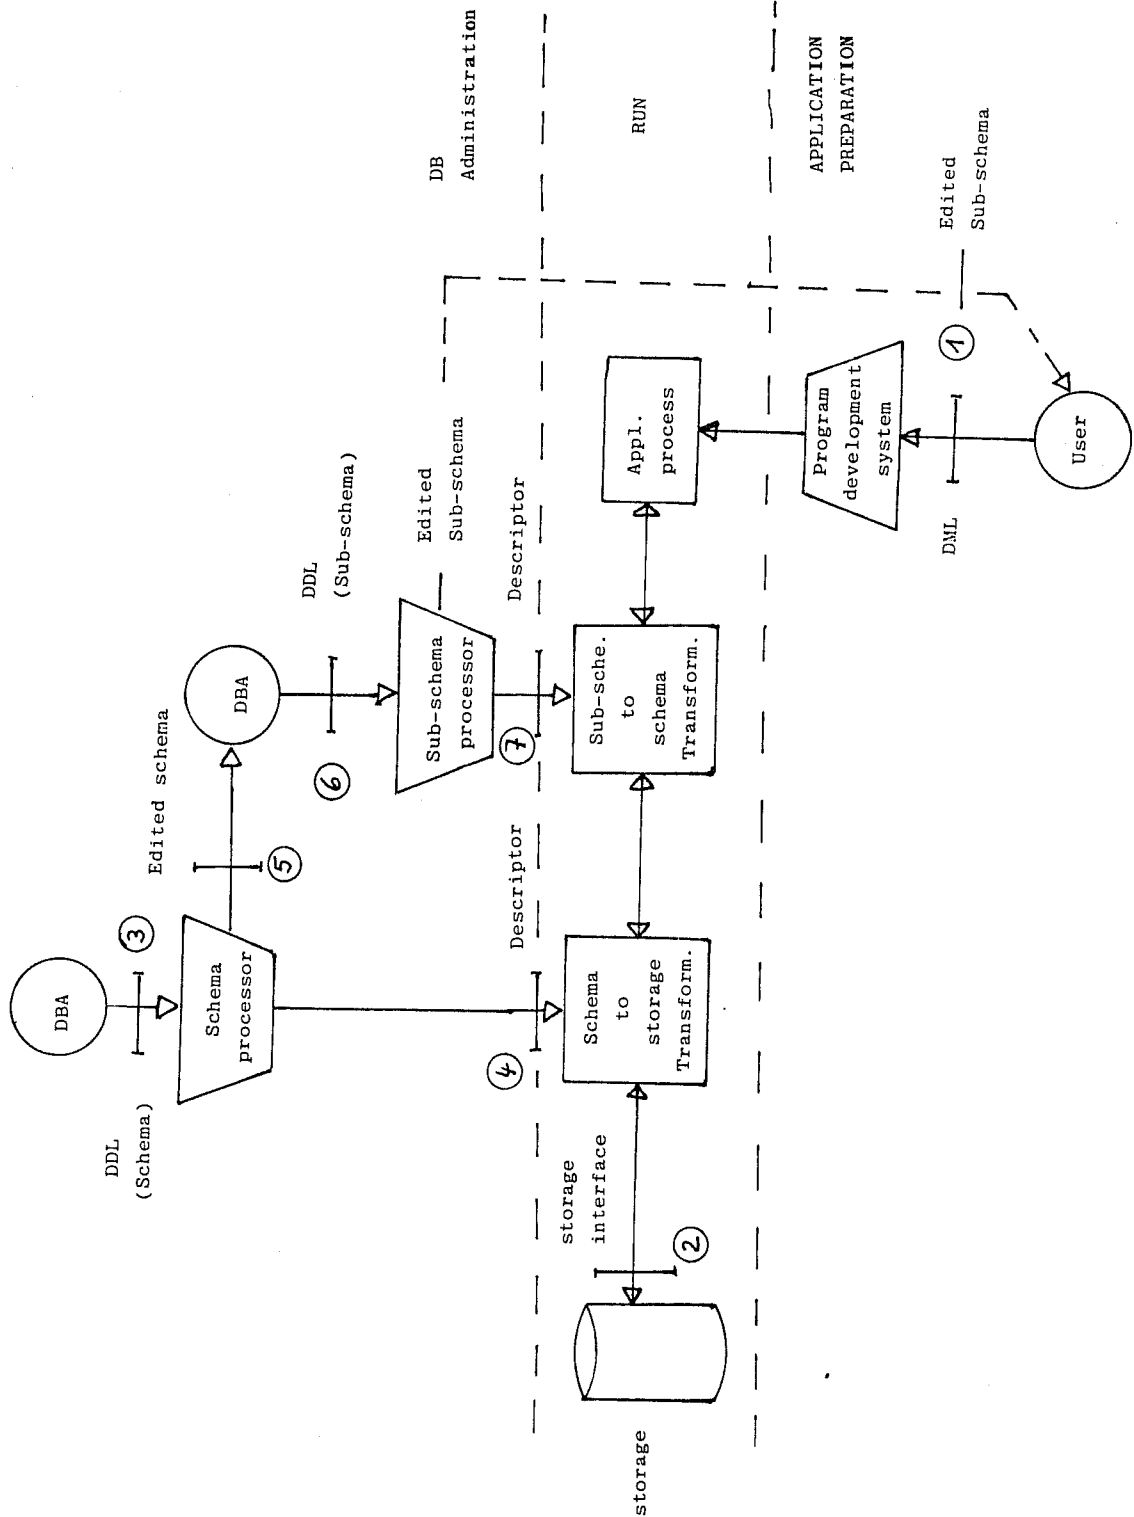 DBA
DDL
(Schema)
3
Schema
processor
Edited schema
5
DBA
DDL
(Sub-schema)
6
Sub-schema
processor
Edited
Sub-schema
DB
Administration
Descriptor
4
Descriptor
7
storage
storage
interface
2
Schema
to
storage
Transform.
Sub-sche.
to
schema
Transform.
Appl.
process
RUN
Program
development
system
APPLICATION
PREPARATION
DML
1
Edited
Sub-schema
User